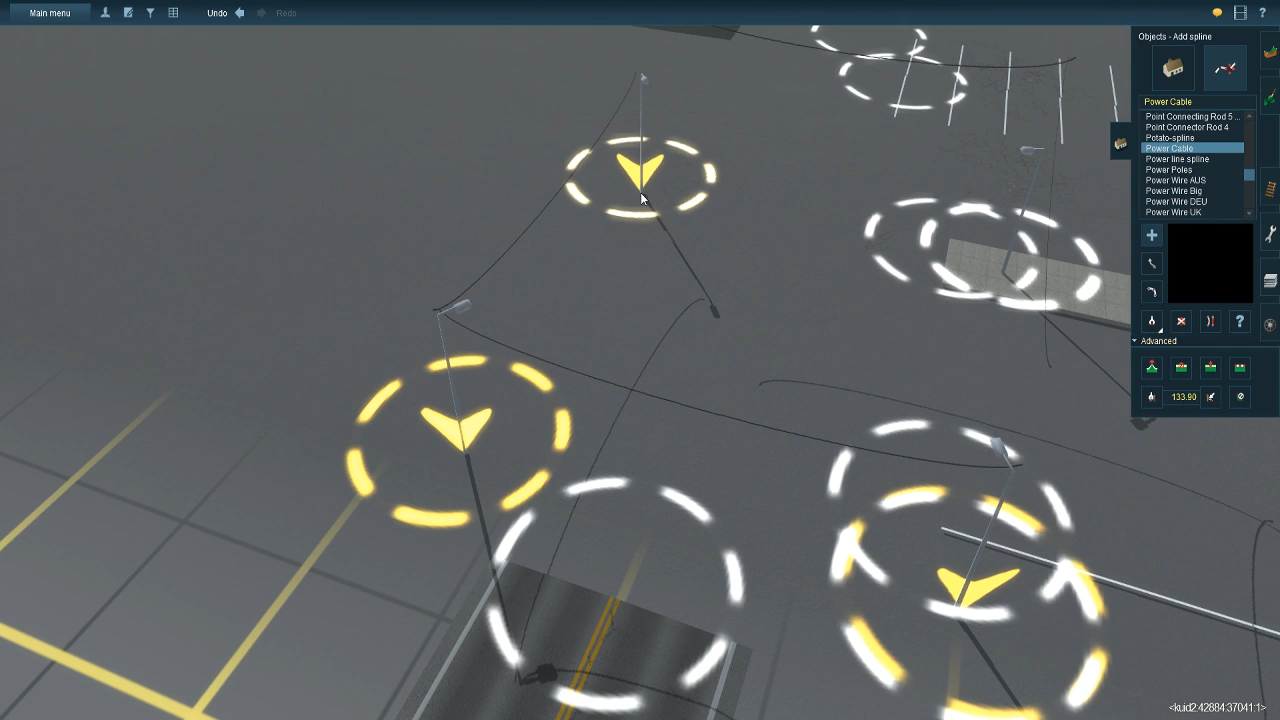 Main menu
Undo
Redo
?
Objects - Add spline
Power Cable
Point Connecting Rod 5 ...
Point Connector Rod 4
Potato-spline
Power Cable
Power line spline
Power Poles
Power Wire AUS
Power Wire Big
Power Wire DEU
Power Wire UK
?
Advanced
133.90
<kuid2:42884:37041:1>